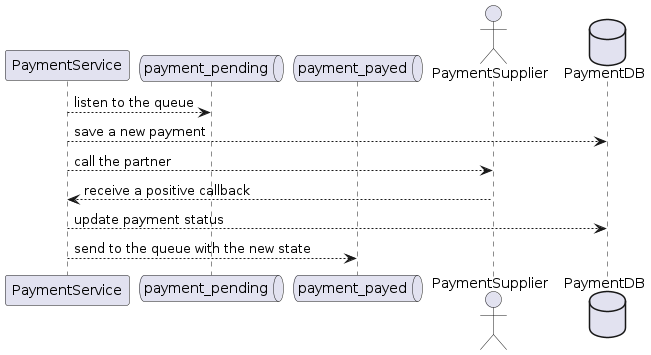 PaymentService
payment_pending
payment_payed
PaymentSupplier
PaymentDB
listen to the queue
save a new payment
call the partner
receive a positive callback
update payment status
send to the queue with the new state
PaymentService
payment_pending
payment_payed
PaymentSupplier
PaymentDB